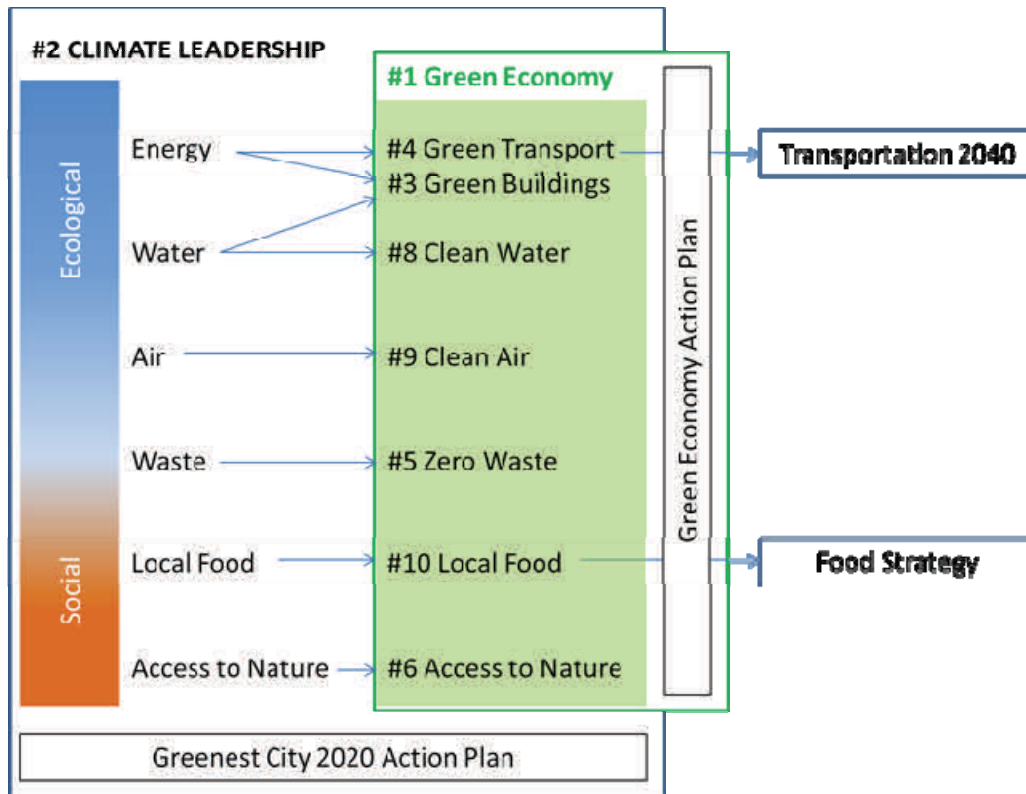 #2 CLIMATE LEADERSHIP
#1 Green Economy
Ecological
Social
Energy
#4 Green Transport
Transportation 2040
#3 Green Buildings
Water
#8 Clean Water
Air
#9 Clean Air
Waste
#5 Zero Waste
Local Food
#10 Local Food
Food Strategy
Access to Nature
#6 Access to Nature
Green Economy Action Plan
Greenest City 2020 Action Plan